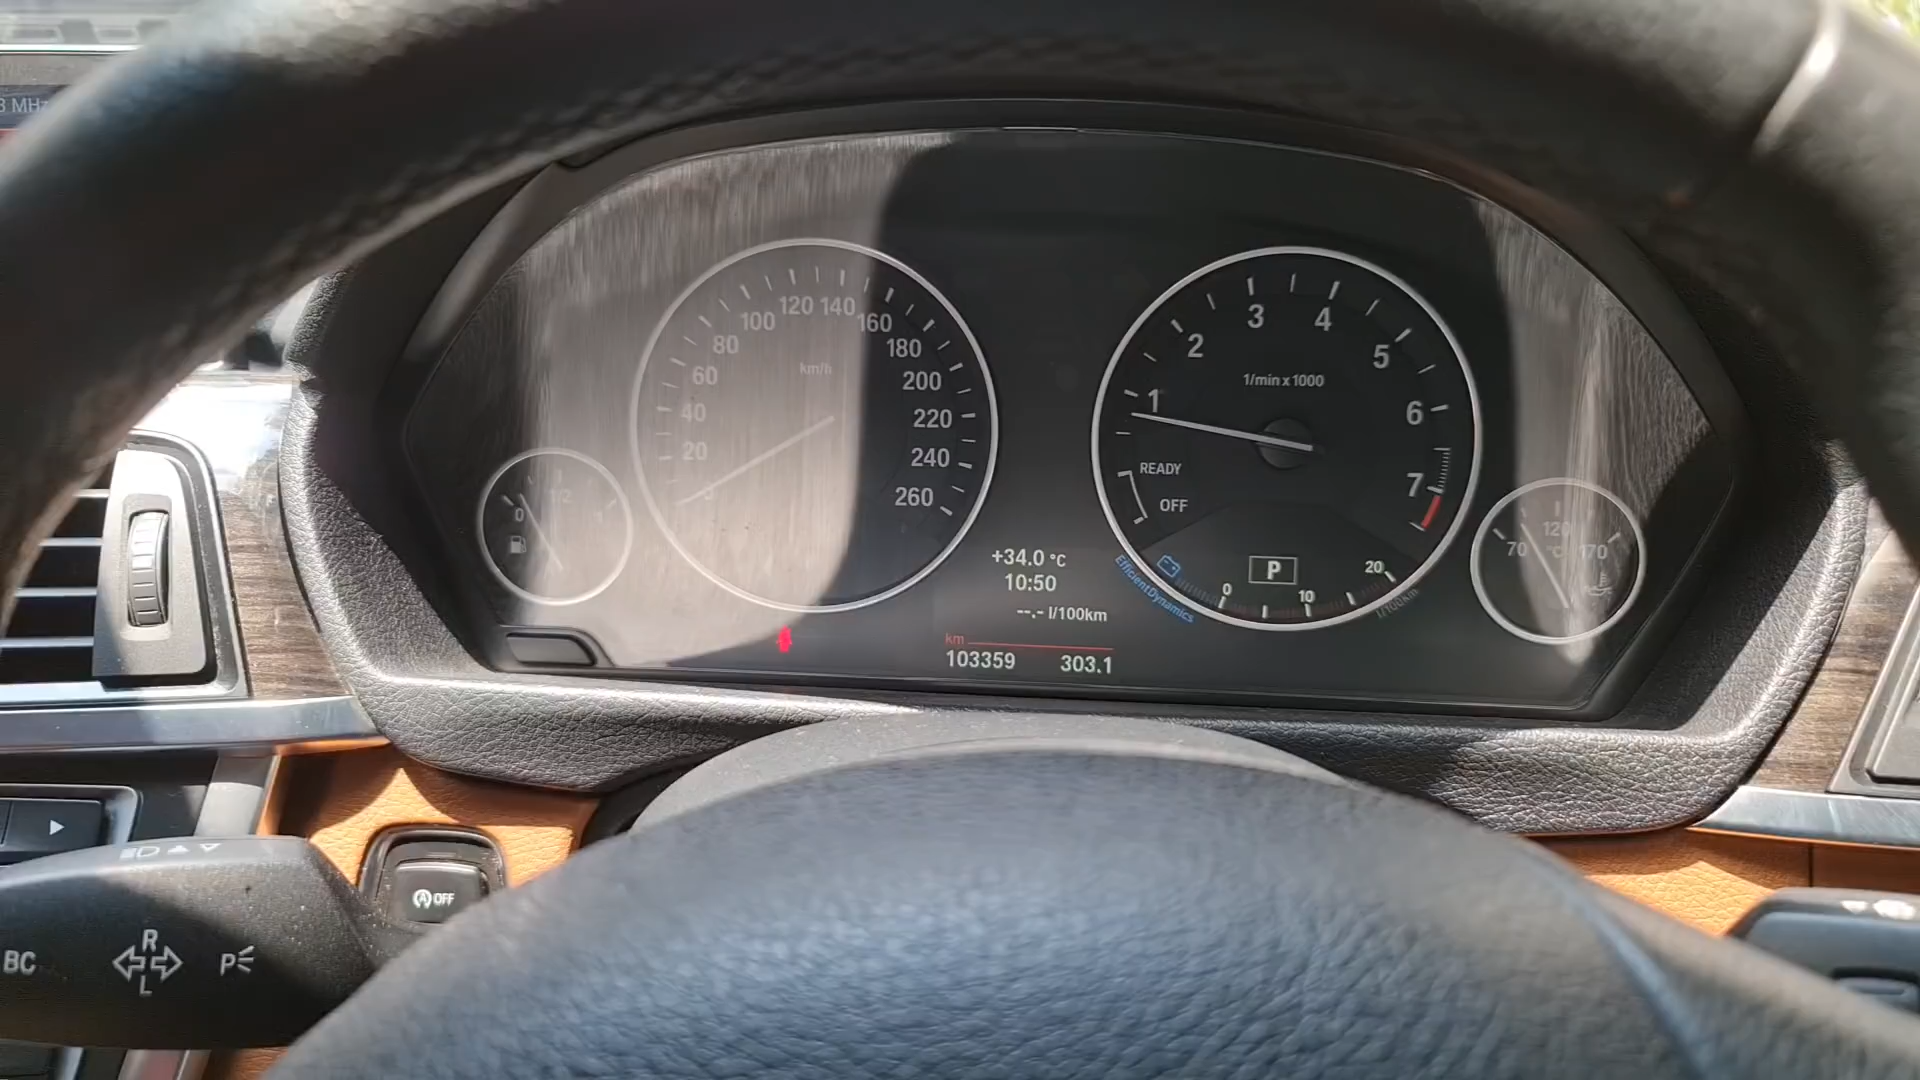 3 MHz
120 140
100 160
80 180
60 km/h 200
40 220
20 240
260
0 1/2
1 2 3 4 5 6 7
1/min x 1000
READY
OFF
P
EfficientDynamics
0 10 20
l/100km
70 120 170
°C
+34.0 °C
10:50
--.- l/100km
km
103359 303.1
OFF
BC
R
L
P